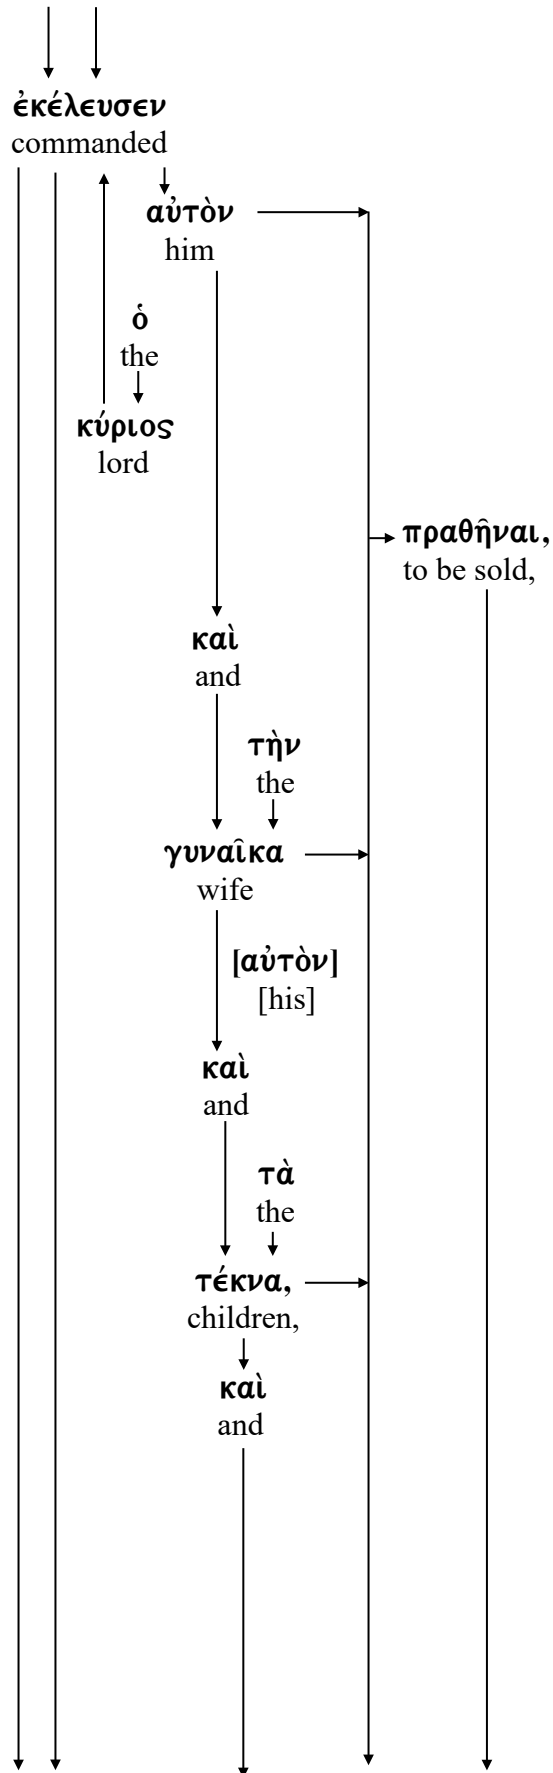 ἐκέλευσεν
commanded
αὐτὸν
him
ὁ
the
κύριος
lord
πραθῆναι,
to be sold,
καὶ
and
τὴν
the
γυναῖκα
wife
[αὐτὸν]
[his]
καὶ
and
τὰ
the
τέκνα,
children,
καὶ
and